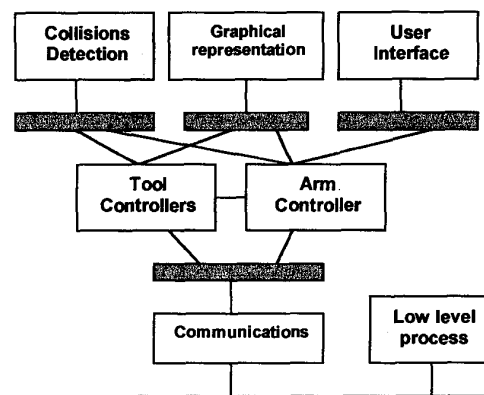 Collisions
Detection
Graphical
representation
User
Interface
Tool
Controllers
Arm
Controller
Communications
Low level
process